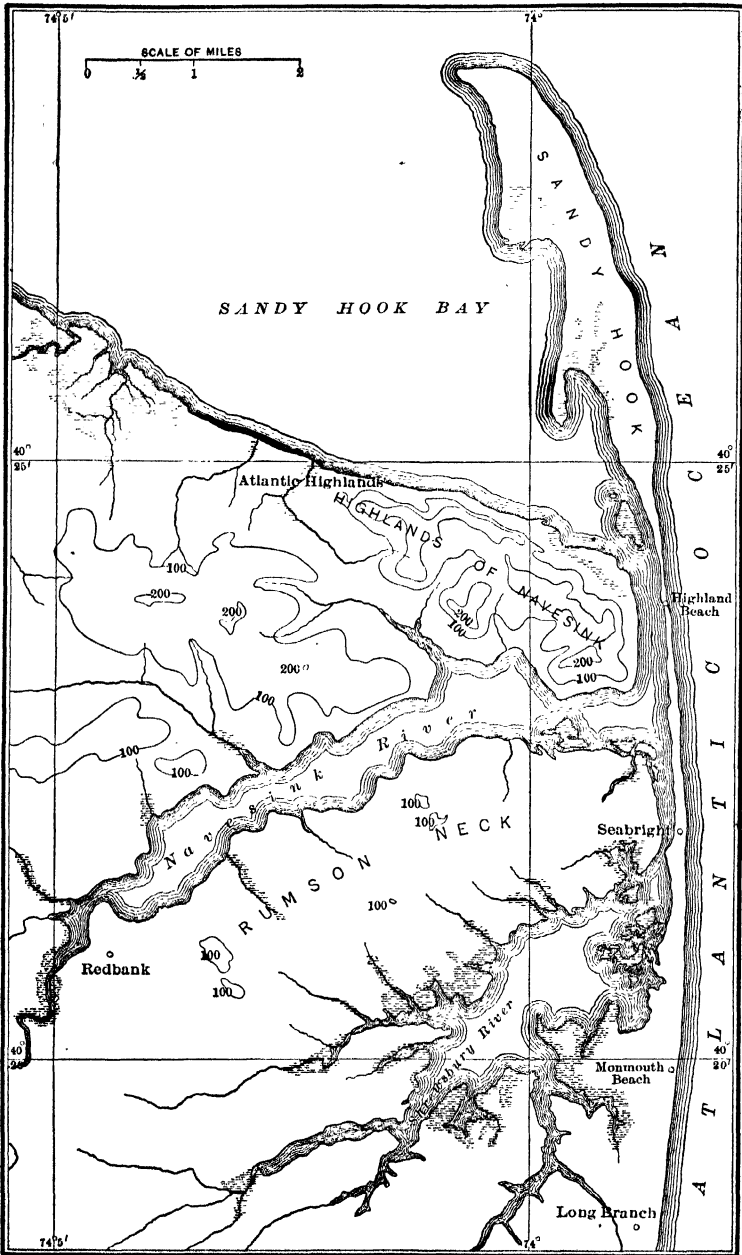 74°5′
74°
SCALE OF MILES
0 ½ 1 2
SANDY HOOK
SANDY HOOK BAY
ATLANTIC OCEAN
40°
25′
40°
25′
Atlantic Highlands
HIGHLANDS OF NAVESINK
100
200
200
200
100
200
100
Highland
Beach
200
100
100
100
Navesink River
100
100
RUMSON NECK
Seabright
100
Redbank
100
100
Shrewsbury River
40°
20′
40°
20′
Monmouth
Beach
Long Branch
74°5′
74°